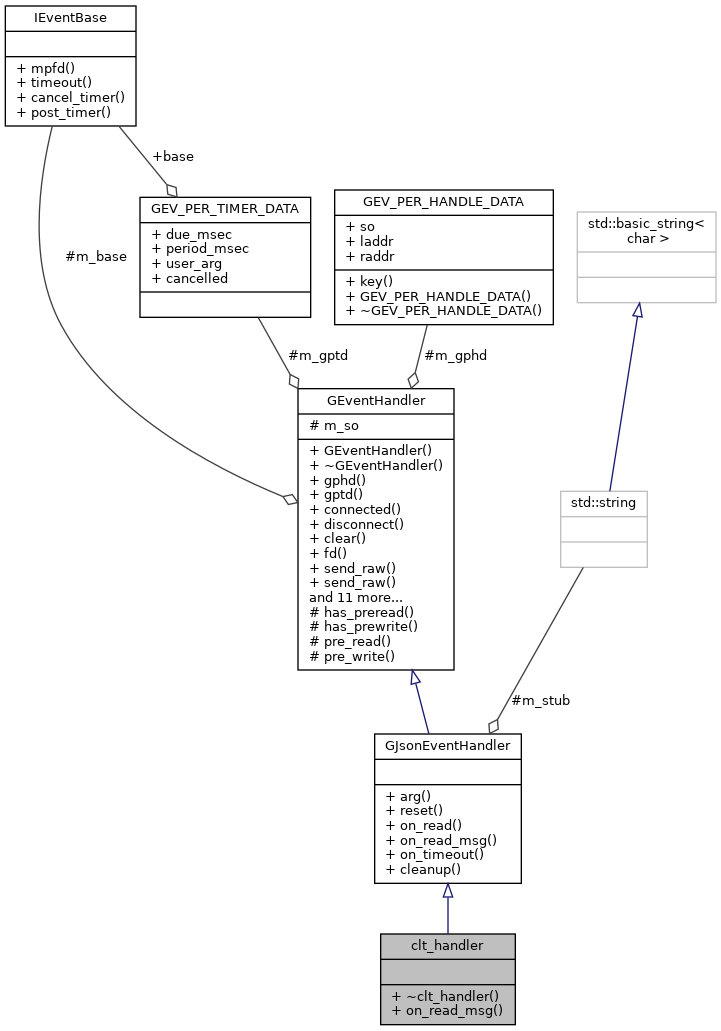 IEventBase
+ mpfd()
+ timeout()
+ cancel_timer()
+ post_timer()
+base
#m_base
GEV_PER_TIMER_DATA
+ due_msec
+ period_msec
+ user_arg
+ cancelled
GEV_PER_HANDLE_DATA
+ so
+ laddr
+ raddr
+ key()
+ GEV_PER_HANDLE_DATA()
+ ~GEV_PER_HANDLE_DATA()
std::basic_string<
char >
#m_gptd
#m_gphd
GEventHandler
# m_so
+ GEventHandler()
+ ~GEventHandler()
+ gphd()
+ gptd()
+ connected()
+ disconnect()
+ clear()
+ fd()
+ send_raw()
+ send_raw()
and 11 more...
# has_preread()
# has_prewrite()
# pre_read()
# pre_write()
std::string
#m_stub
GJsonEventHandler
+ arg()
+ reset()
+ on_read()
+ on_read_msg()
+ on_timeout()
+ cleanup()
clt_handler
+ ~clt_handler()
+ on_read_msg()